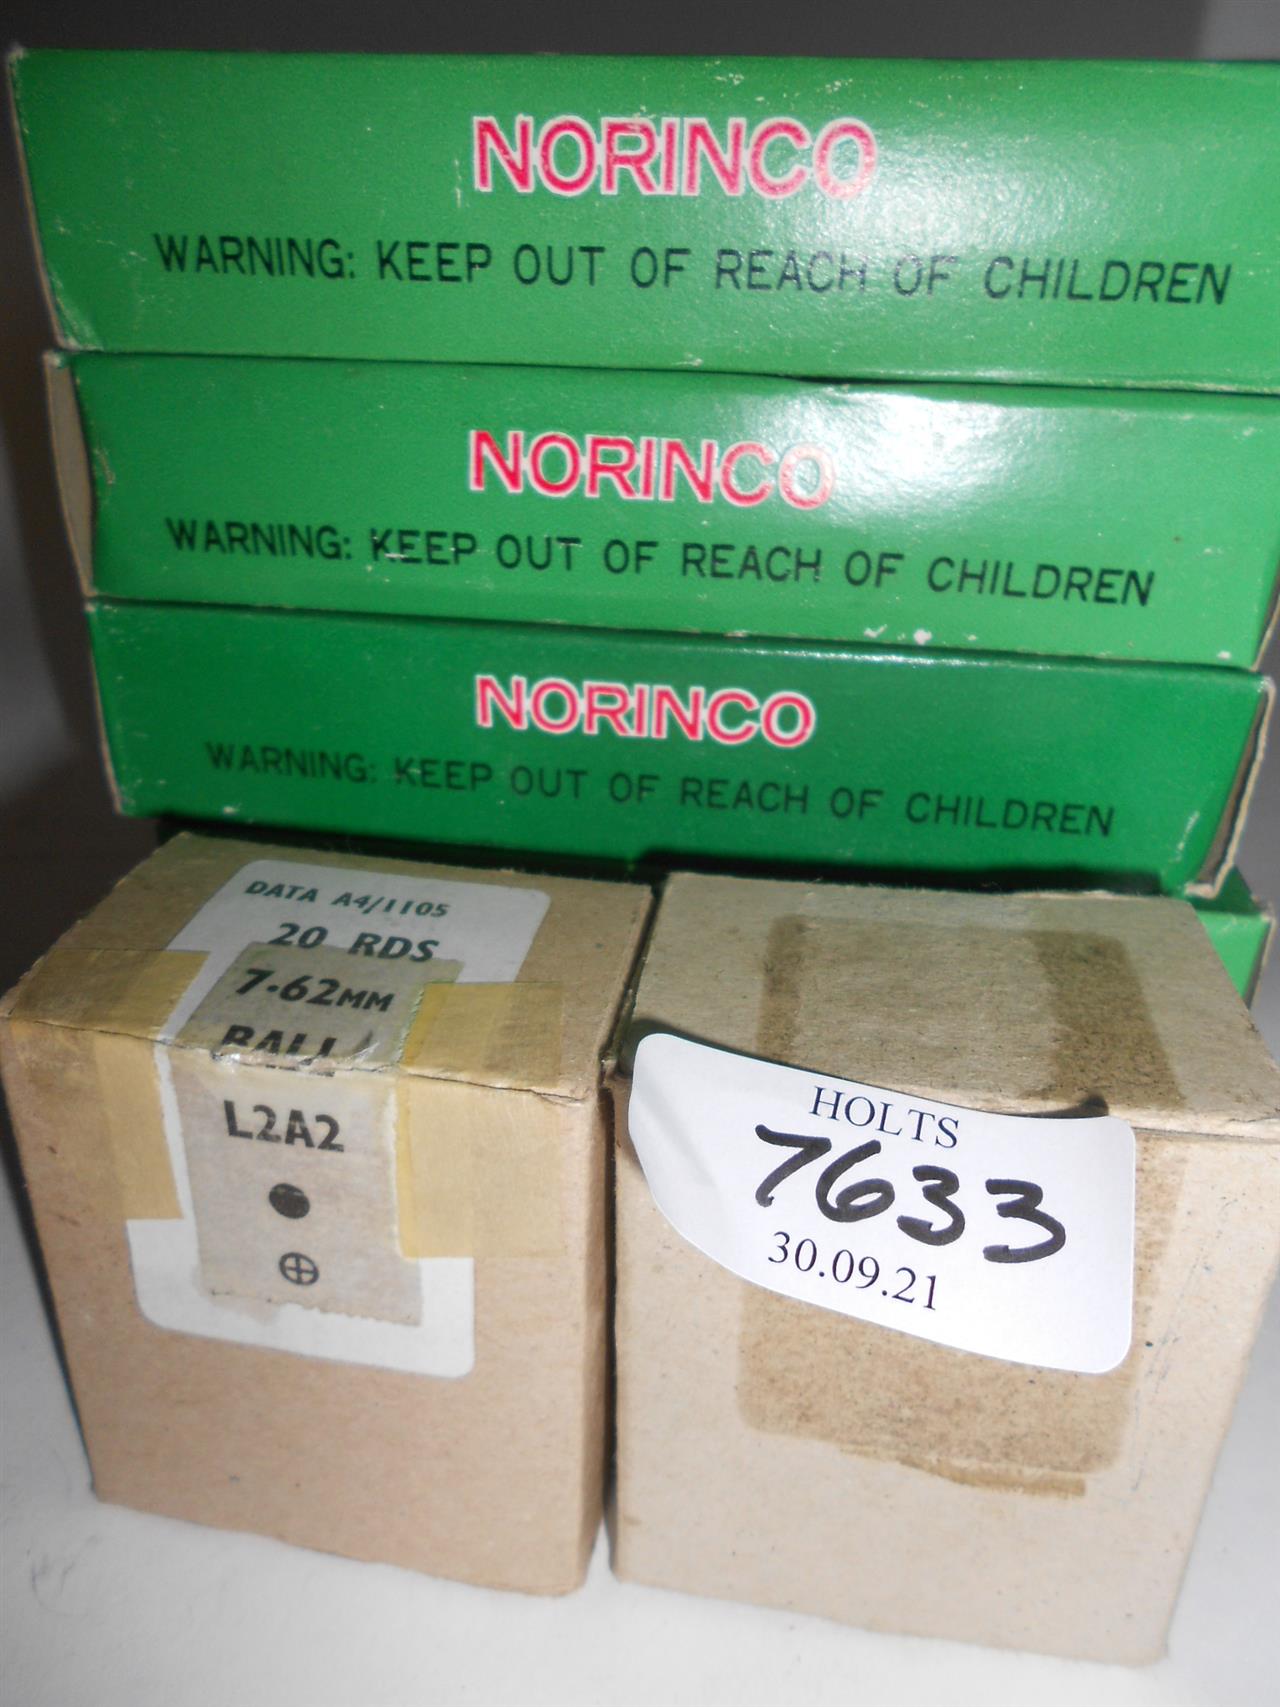 NORINCO
WARNING: KEEP OUT OF REACH OF CHILDREN
NORINCO
WARNING: KEEP OUT OF REACH OF CHILDREN
NORINCO
WARNING: KEEP OUT OF REACH OF CHILDREN
DATA A4/1105
20 RDS
7.62MM
BALL
L2A2
HOLTS
7633
30.09.21